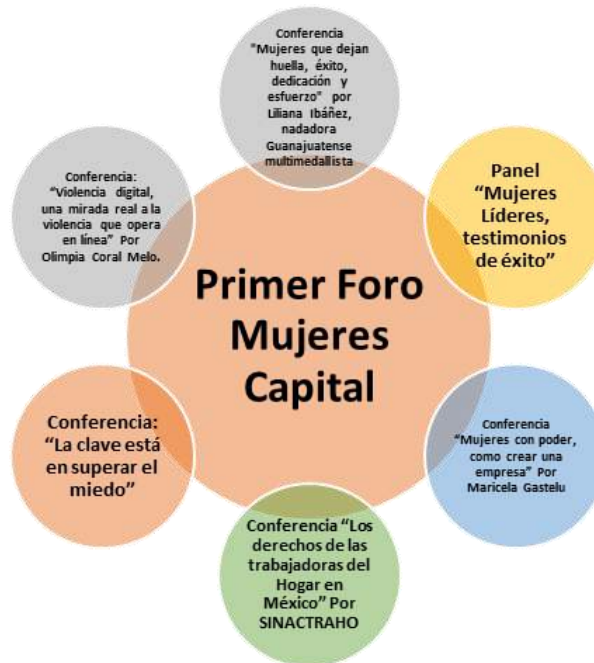 Conferencia
"Mujeres que dejan
huella, éxito,
dedicación y
esfuerzo" por
Liliana Ibáñez,
nadadora
Guanajuatense
multimedallista
Panel
“Mujeres
Líderes,
testimonios
de éxito”
Conferencia
“Mujeres con poder,
como crear una
empresa” Por
Maricela Gastelu
Conferencia “Los
derechos de las
trabajadoras del
Hogar en
México” Por
SINACTRAHO
Conferencia:
“La clave está
en superar el
miedo”
Conferencia:
“Violencia digital,
una mirada real a la
violencia que opera
en línea” Por
Olimpia Coral Melo.
Primer Foro
Mujeres
Capital